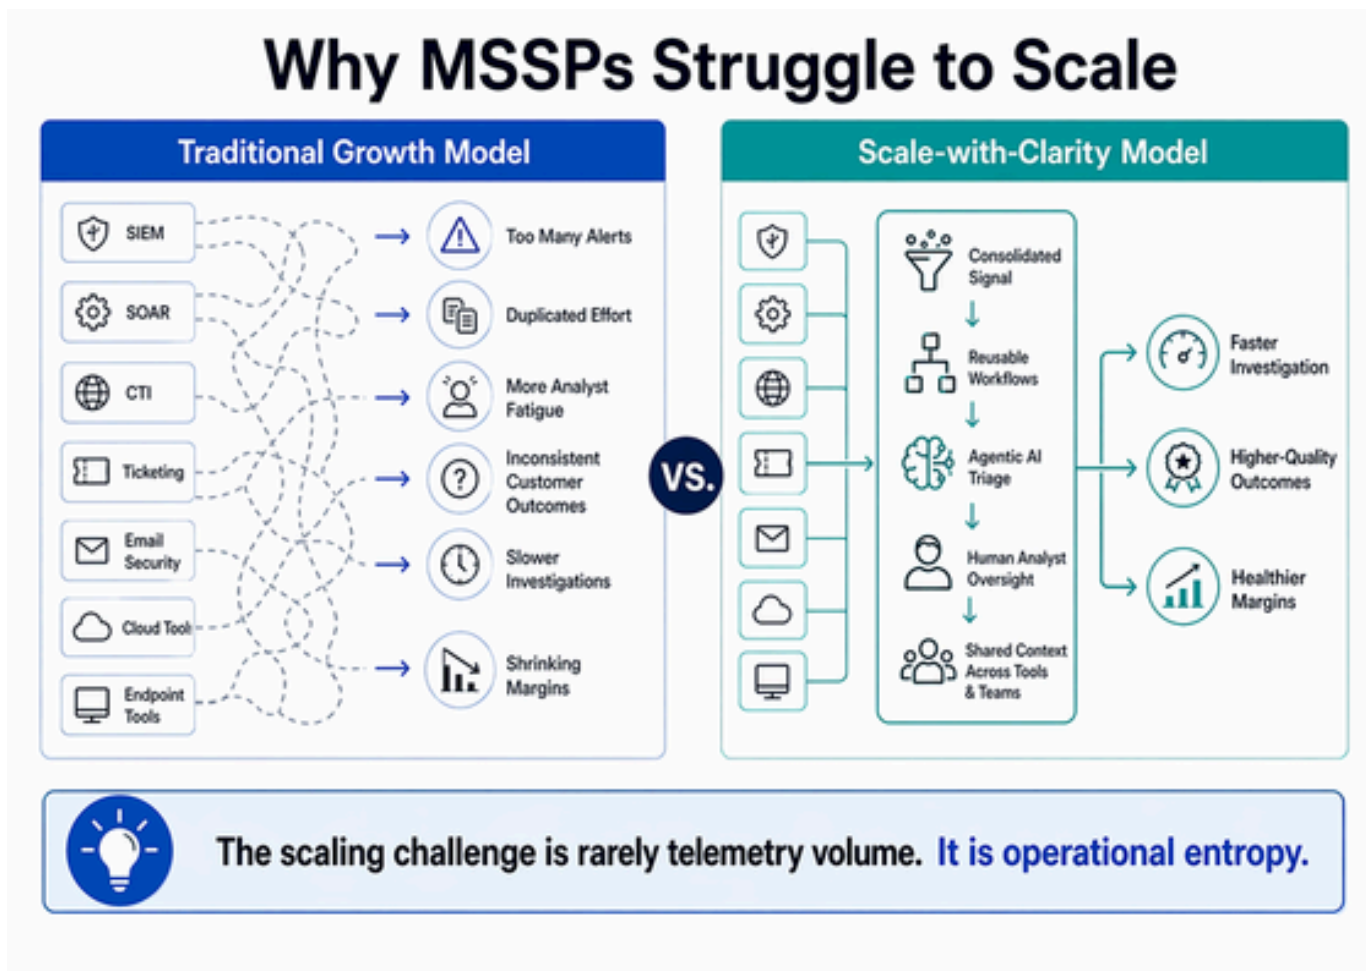 Why MSSPs Struggle to Scale
Traditional Growth Model
SIEM
SOAR
CTI
Ticketing
Email
Security
Cloud Tools
Endpoint
Tools
Too Many Alerts
Duplicated Effort
More Analyst
Fatigue
Inconsistent
Customer
Outcomes
Slower
Investigations
Shrinking
Margins
VS.
Scale-with-Clarity Model
Consolidated
Signal
Reusable
Workflows
Agentic AI
Triage
Human Analyst
Oversight
Shared Context
Across Tools
& Teams
Faster
Investigation
Higher-Quality
Outcomes
Healthier
Margins
The scaling challenge is rarely telemetry volume. It is operational entropy.